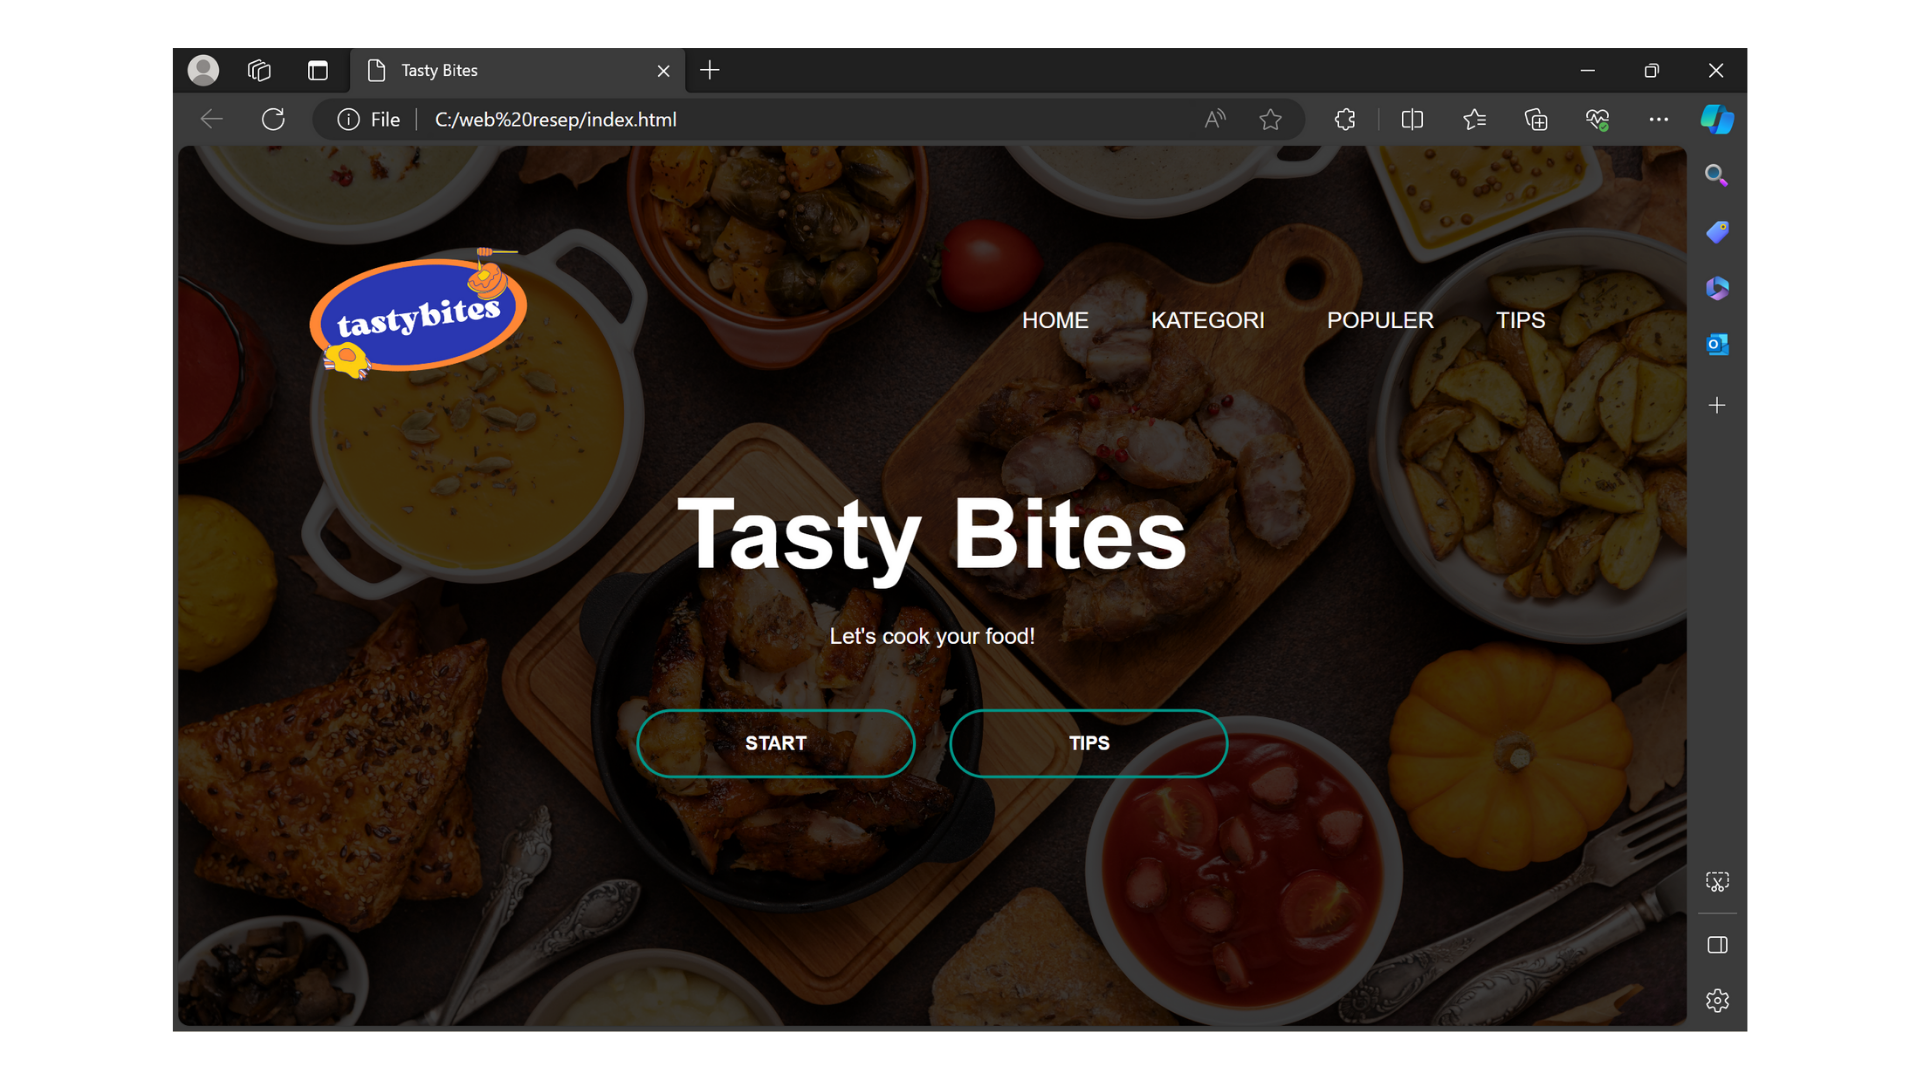 Tasty Bites
File
C:/web%20resep/index.html
tastybites
HOME KATEGORI POPULER TIPS
Tasty Bites
Let's cook your food!
START TIPS